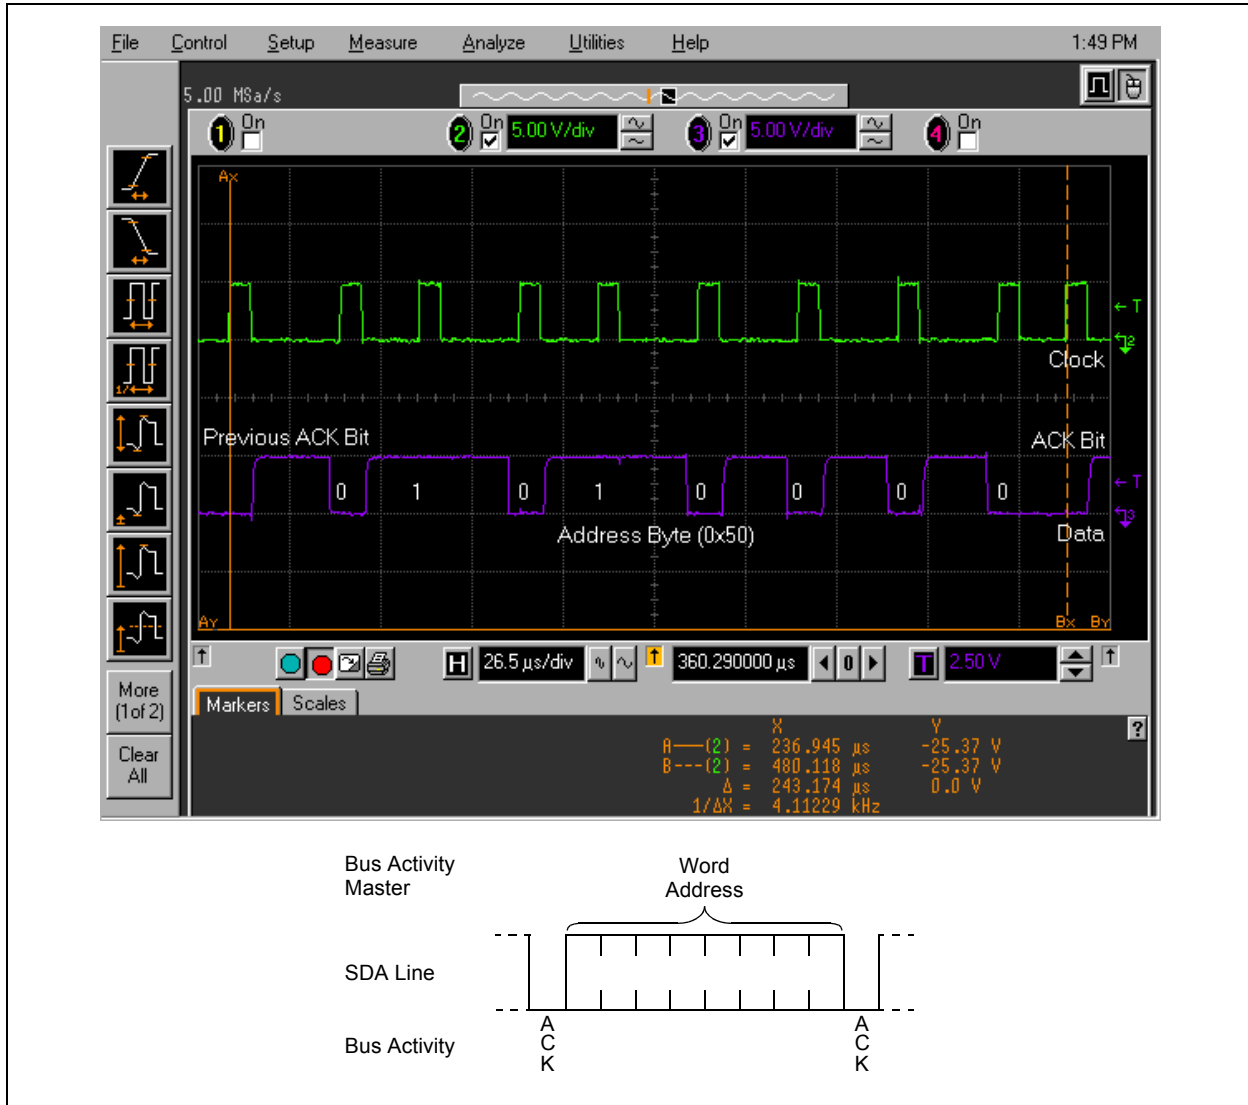 File Control Setup Measure Analyze Utilities Help 1:49 PM
5.00 MSa/s
1 On 2 On 5.00 V/div 3 On 5.00 V/div 4 On
Ax
T
2
Clock
Previous ACK Bit ACK Bit
T
0 1 0 1 0 0 0 0
3
Address Byte (0x50) Data
Ay Bx By
H 26.5 µs/div T 360.290000 µs 0 T 2.50 V
More
(1of 2)
Clear
All
Markers Scales
?
X Y
A——(2) = 236.945 µs -25.37 V
B---(2) = 480.118 µs -25.37 V
Δ = 243.174 µs 0.0 V
1/ΔX = 4.11229 kHz
Bus Activity
Master
Word
Address
SDA Line
Bus Activity
ACK
ACK